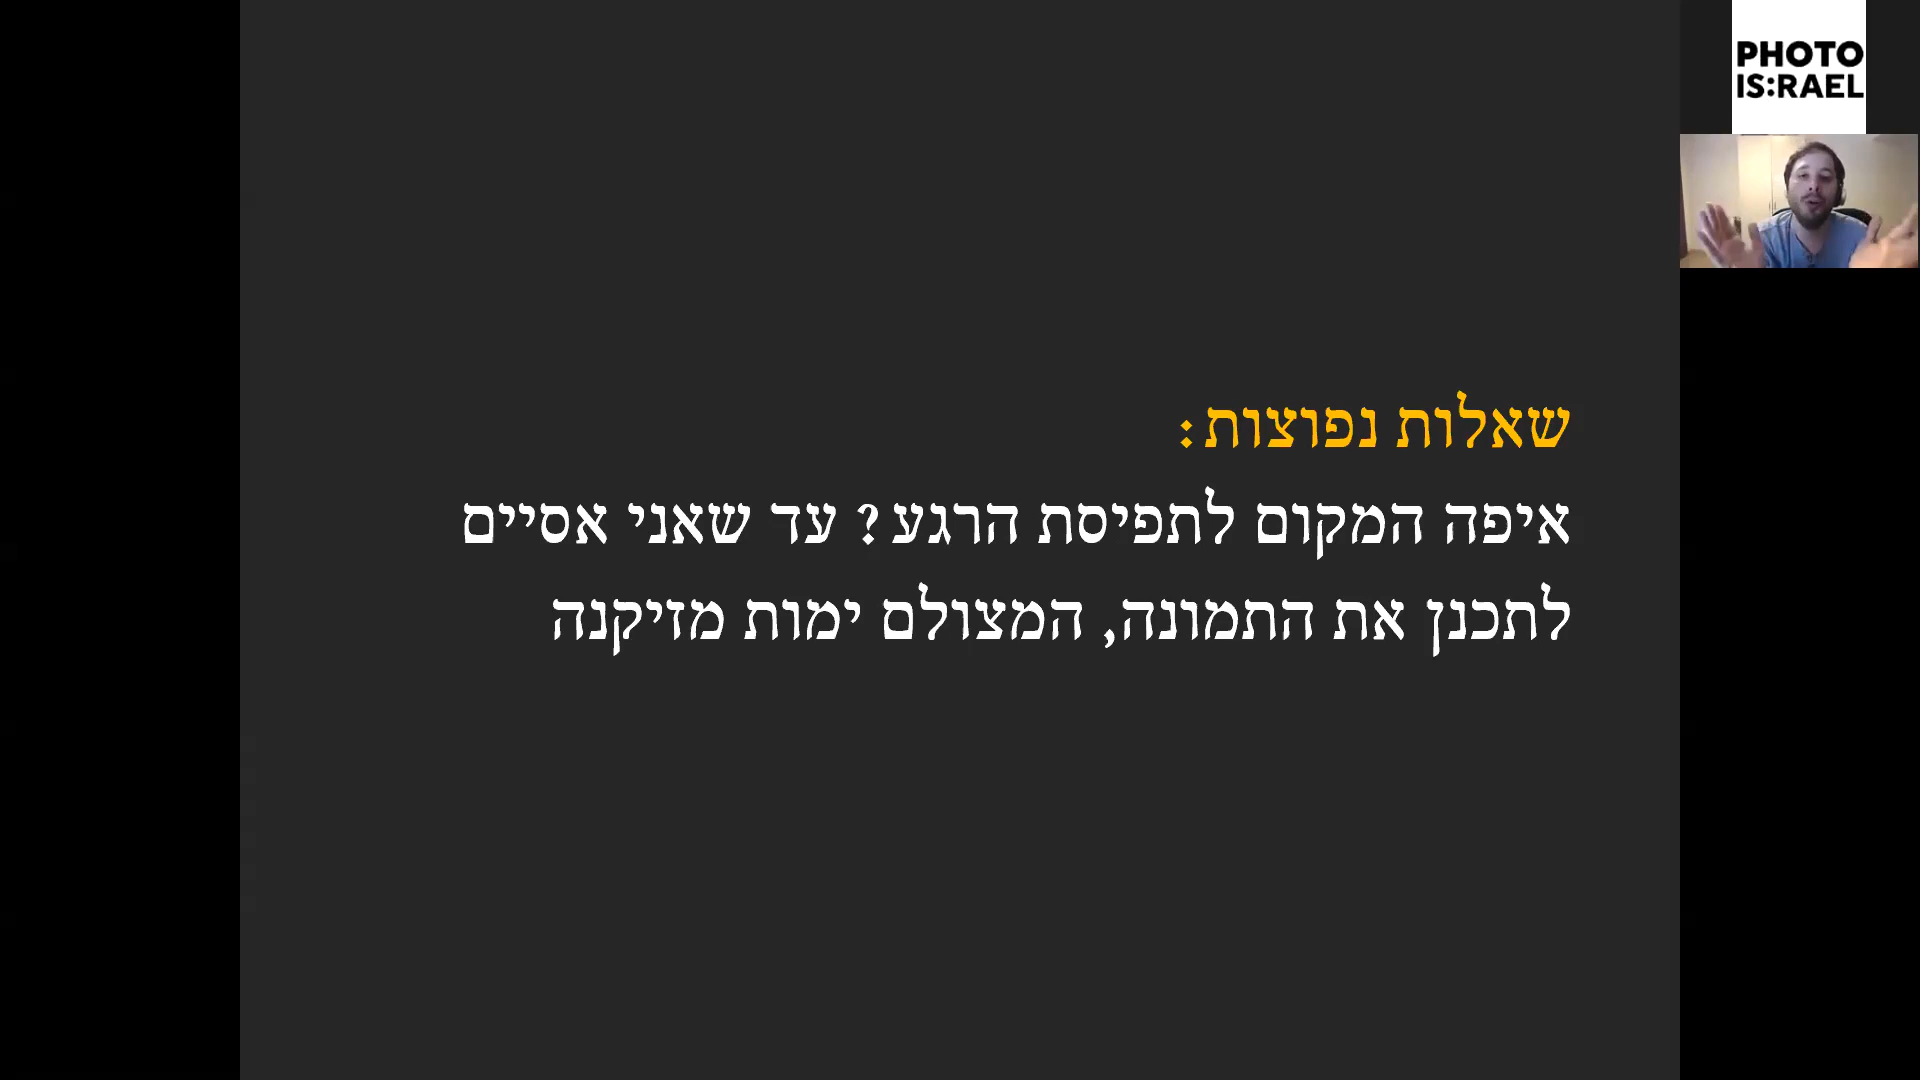 PHOTO
IS:RAEL
שאלות נפוצות:
איפה המקום לתפיסת הרגע? עד שאני אסיים
לתכנן את התמונה, המצולם ימות מזיקנה